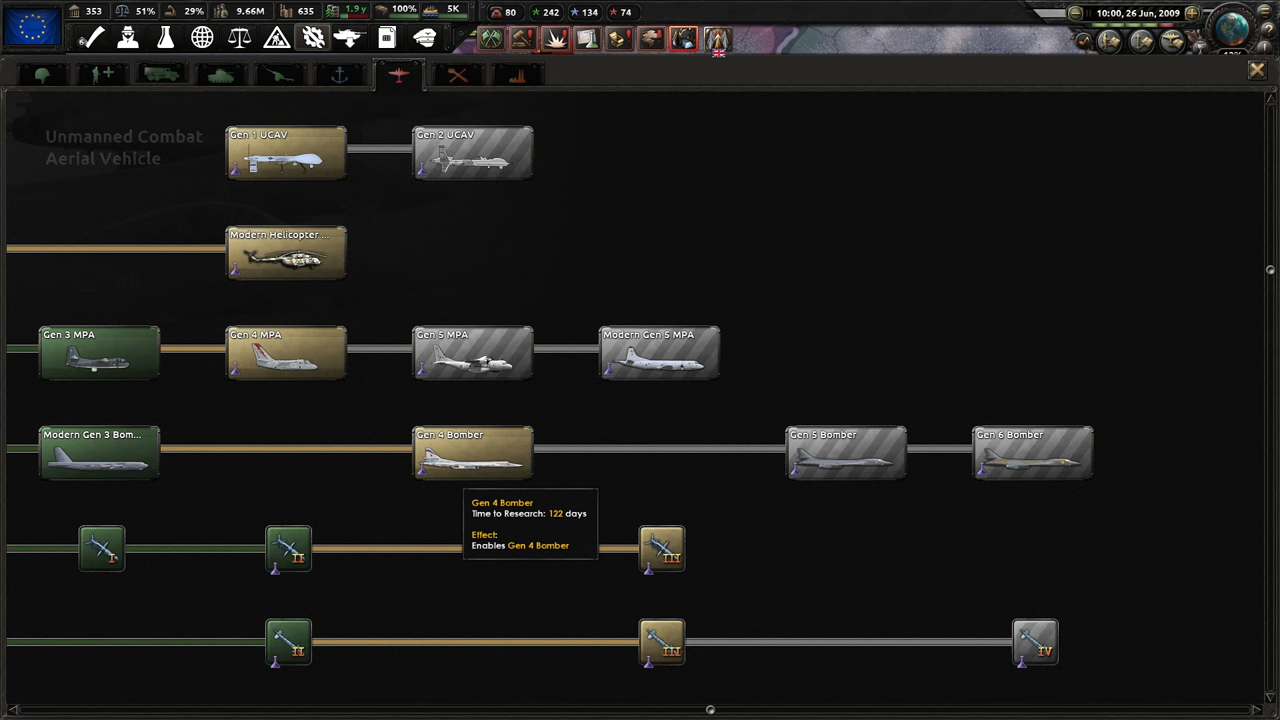 353 51% 29% 9.66M 635 1.9 y 100% 5K 80 242 134 74 10:00, 26 Jun, 2009
Unmanned Combat
Aerial Vehicle
Gen 1 UCAV Gen 2 UCAV
Modern Helicopter ...
Gen 3 MPA Gen 4 MPA Gen 5 MPA Modern Gen 5 MPA
Modern Gen 3 Bom... Gen 4 Bomber Gen 5 Bomber Gen 6 Bomber
Gen 4 Bomber
Time to Research: 122 days
Effect:
Enables Gen 4 Bomber
I II III
II III IV